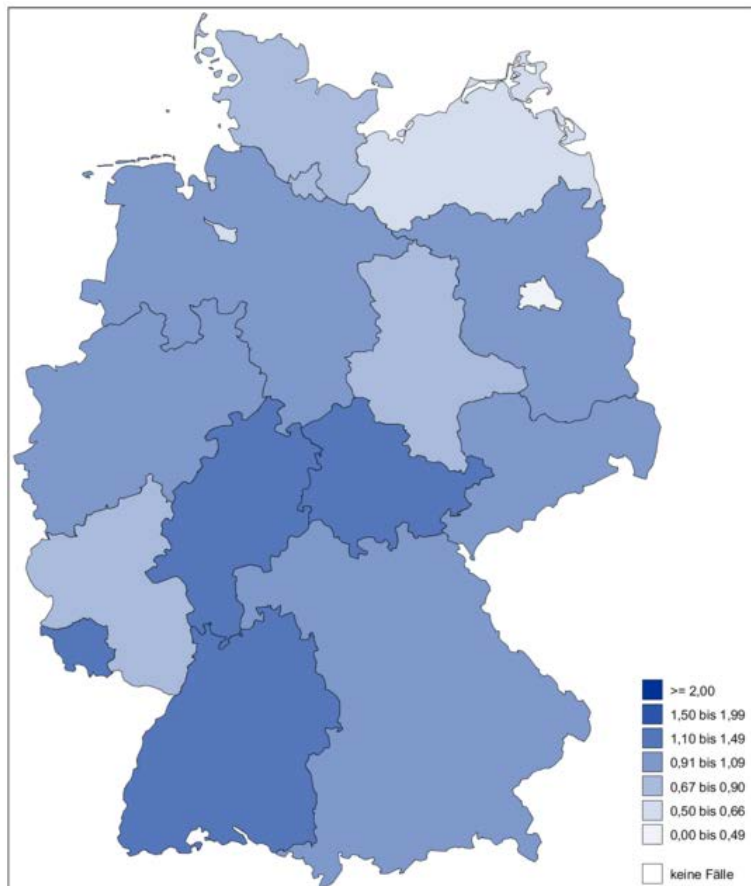 >= 2,00
1,50 bis 1,99
1,10 bis 1,49
0,91 bis 1,09
0,67 bis 0,90
0,50 bis 0,66
0,00 bis 0,49
keine Fälle